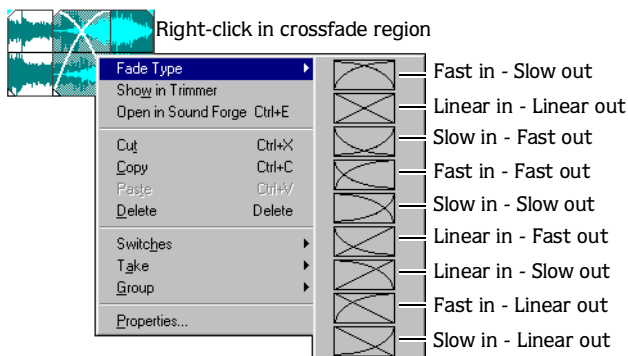 Right-click in crossfade region
Fade Type
Show in Trimmer
Open in Sound Forge Ctrl+E
Cut Ctrl+X
Copy Ctrl+C
Paste Ctrl+V
Delete Delete
Switches
Take
Group
Properties...
Fast in - Slow out
Linear in - Linear out
Slow in - Fast out
Fast in - Fast out
Slow in - Slow out
Linear in - Fast out
Linear in - Slow out
Fast in - Linear out
Slow in - Linear out